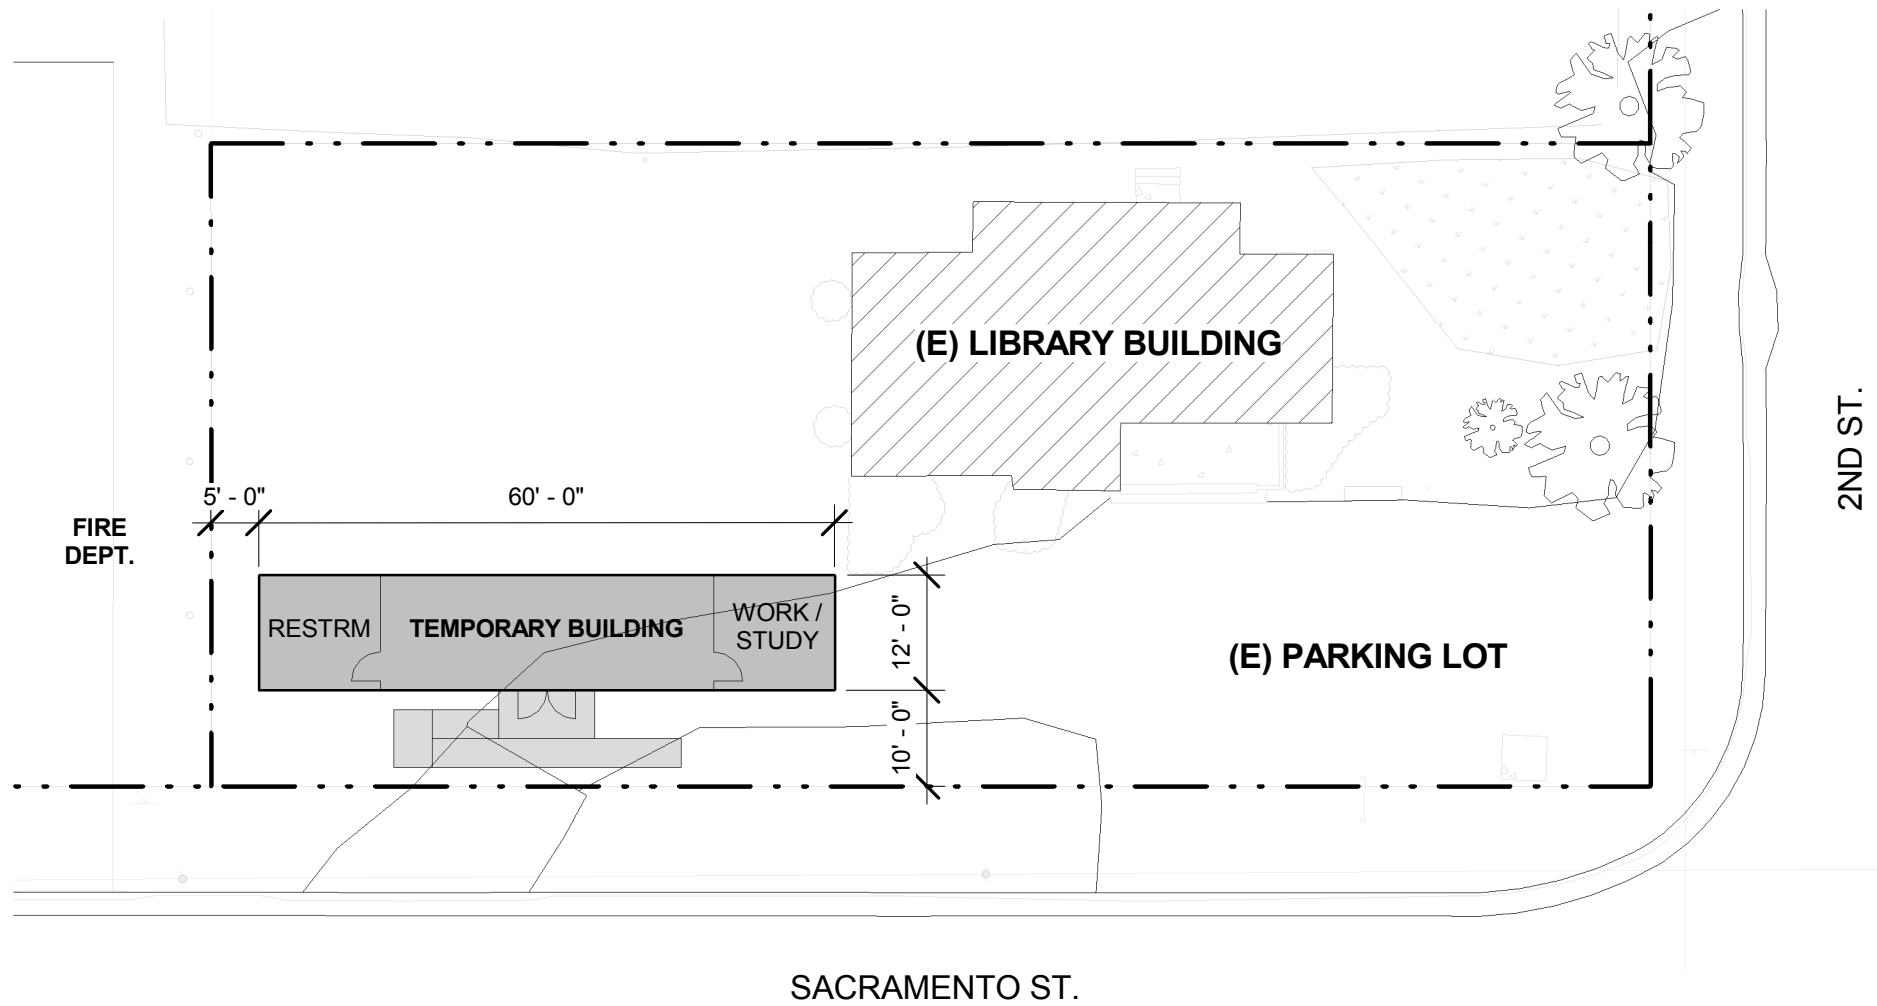 (E) LIBRARY BUILDING
2ND ST.
5' - 0"
60' - 0"
FIRE
DEPT.
RESTRM
TEMPORARY BUILDING
WORK /
STUDY
12' - 0"
(E) PARKING LOT
10' - 0"
SACRAMENTO ST.